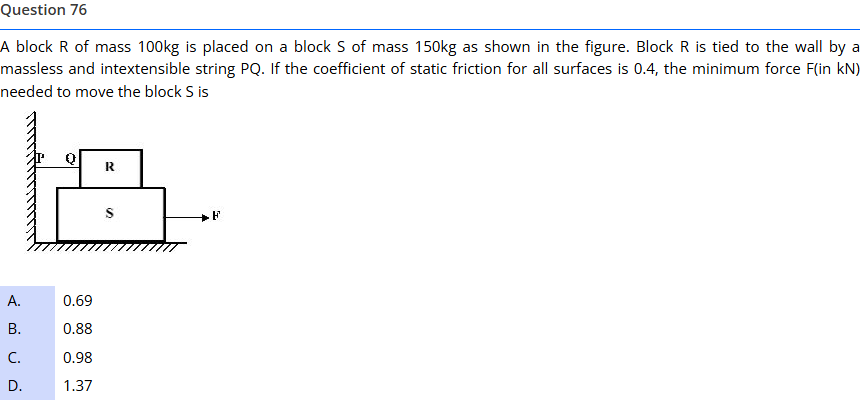 Question 76
A block R of mass 100kg is placed on a block S of mass 150kg as shown in the figure. Block R is tied to the wall by a
massless and intextensible string PQ. If the coefficient of static friction for all surfaces is 0.4, the minimum force F(in kN)
needed to move the block S is
P Q
R
S
F
A. 0.69
B. 0.88
C. 0.98
D. 1.37